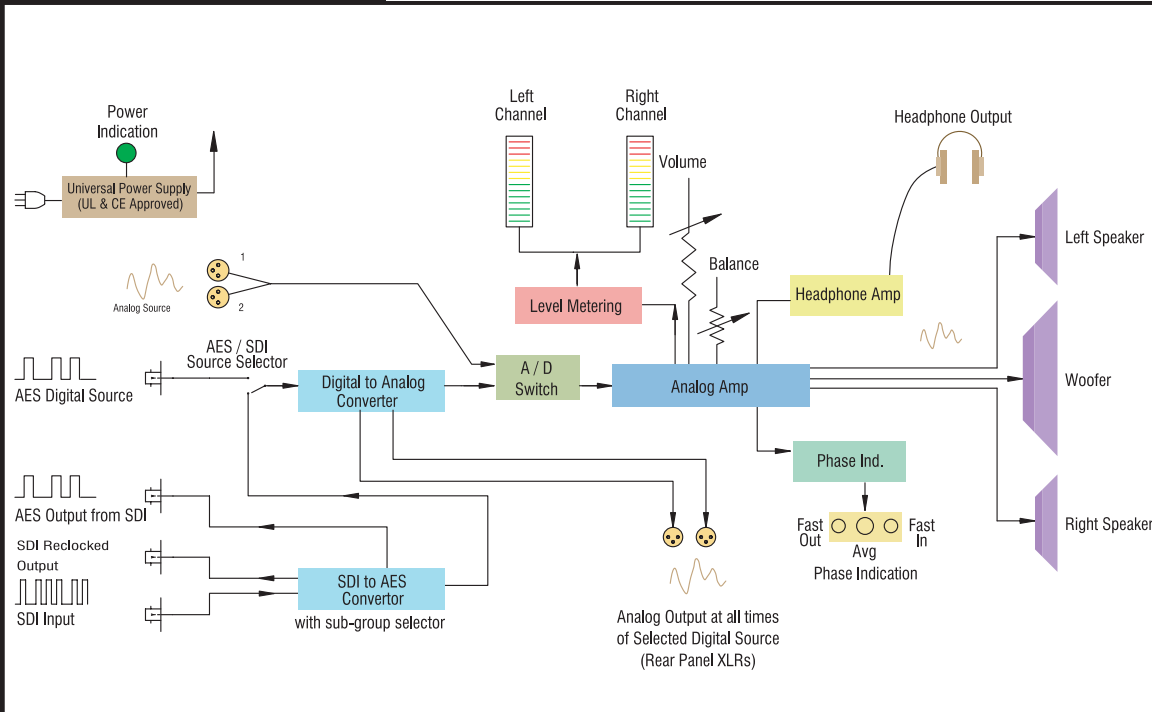 Left
Channel
Right
Channel
Power
Indication
Headphone Output
Volume
Universal Power Supply
(UL & CE Approved)
Left Speaker
1
Balance
Analog Source
2
Level Metering
Headphone Amp
AES / SDI
Source Selector
AES Digital Source
Digital to Analog
Converter
A / D
Switch
Analog Amp
Woofer
Phase Ind.
AES Output from SDI
Fast
Out
Avg
Fast
In
Phase Indication
Right Speaker
SDI Reclocked
Output
SDI Input
SDI to AES
Convertor
with sub-group selector
Analog Output at all times
of Selected Digital Source
(Rear Panel XLRs)